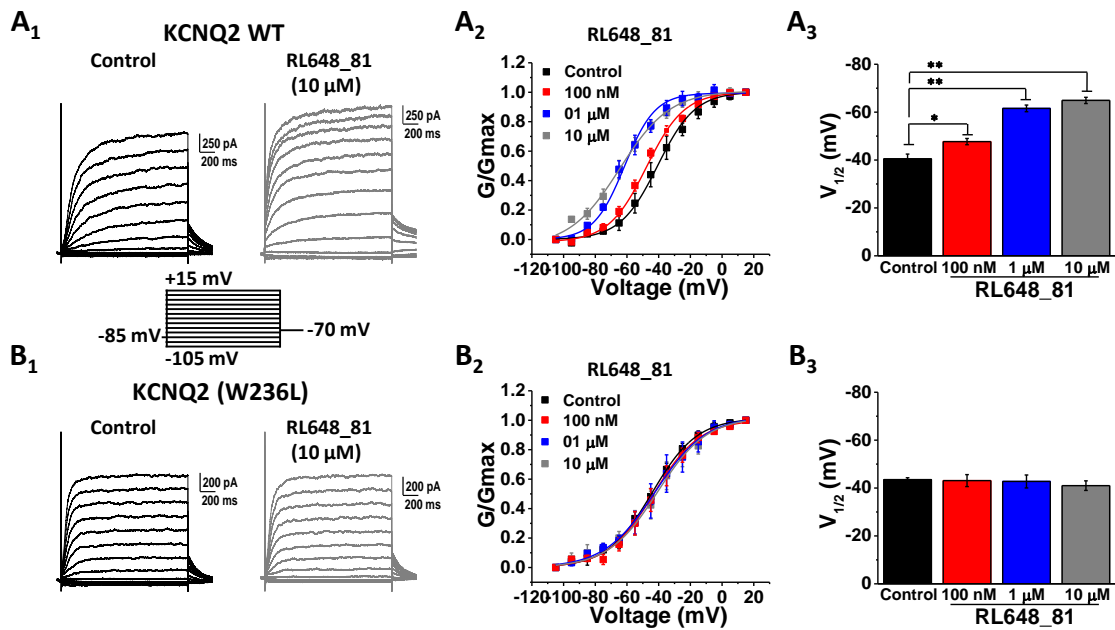 A1
KCNQ2 WT
Control
RL648_81
(10 µM)
250 pA
200 ms
250 pA
200 ms
+15 mV
-85 mV
-70 mV
-105 mV
A2
RL648_81
Control
100 nM
01 µM
10 µM
G/Gmax
1.2
1.0
0.8
0.6
0.4
0.2
0.0
-120 -100 -80 -60 -40 -20 0 20
Voltage (mV)
A3
V1/2 (mV)
-80
-60
-40
-20
0
**
**
*
Control 100 nM 1 µM 10 µM
RL648_81
B1
KCNQ2 (W236L)
Control
RL648_81
(10 µM)
200 pA
200 ms
200 pA
200 ms
B2
RL648_81
Control
100 nM
01 µM
10 µM
G/Gmax
1.2
1.0
0.8
0.6
0.4
0.2
0.0
-120 -100 -80 -60 -40 -20 0 20
Voltage (mV)
B3
V1/2 (mV)
-80
-60
-40
-20
0
Control 100 nM 1 µM 10 µM
RL648_81